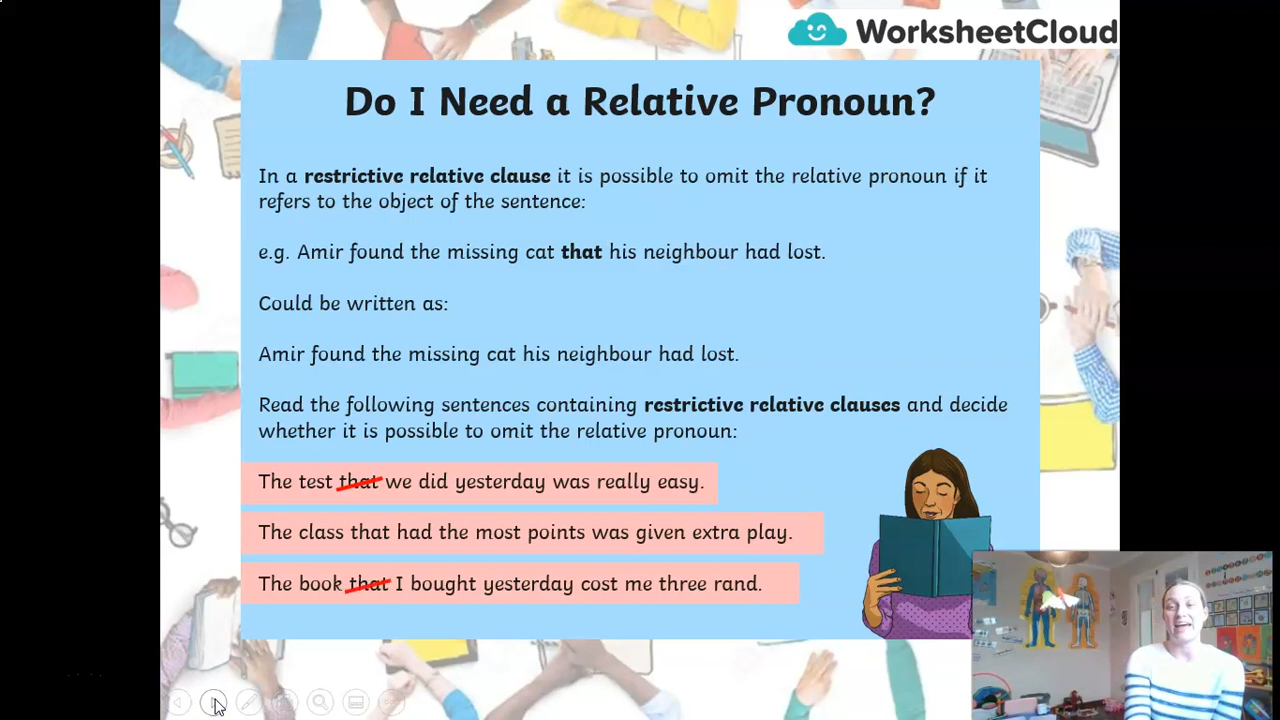 WorksheetCloud
Do I Need a Relative Pronoun?
In a restrictive relative clause it is possible to omit the relative pronoun if it
refers to the object of the sentence:
e.g. Amir found the missing cat that his neighbour had lost.
Could be written as:
Amir found the missing cat his neighbour had lost.
Read the following sentences containing restrictive relative clauses and decide
whether it is possible to omit the relative pronoun:
The test that we did yesterday was really easy.
The class that had the most points was given extra play.
The book that I bought yesterday cost me three rand.